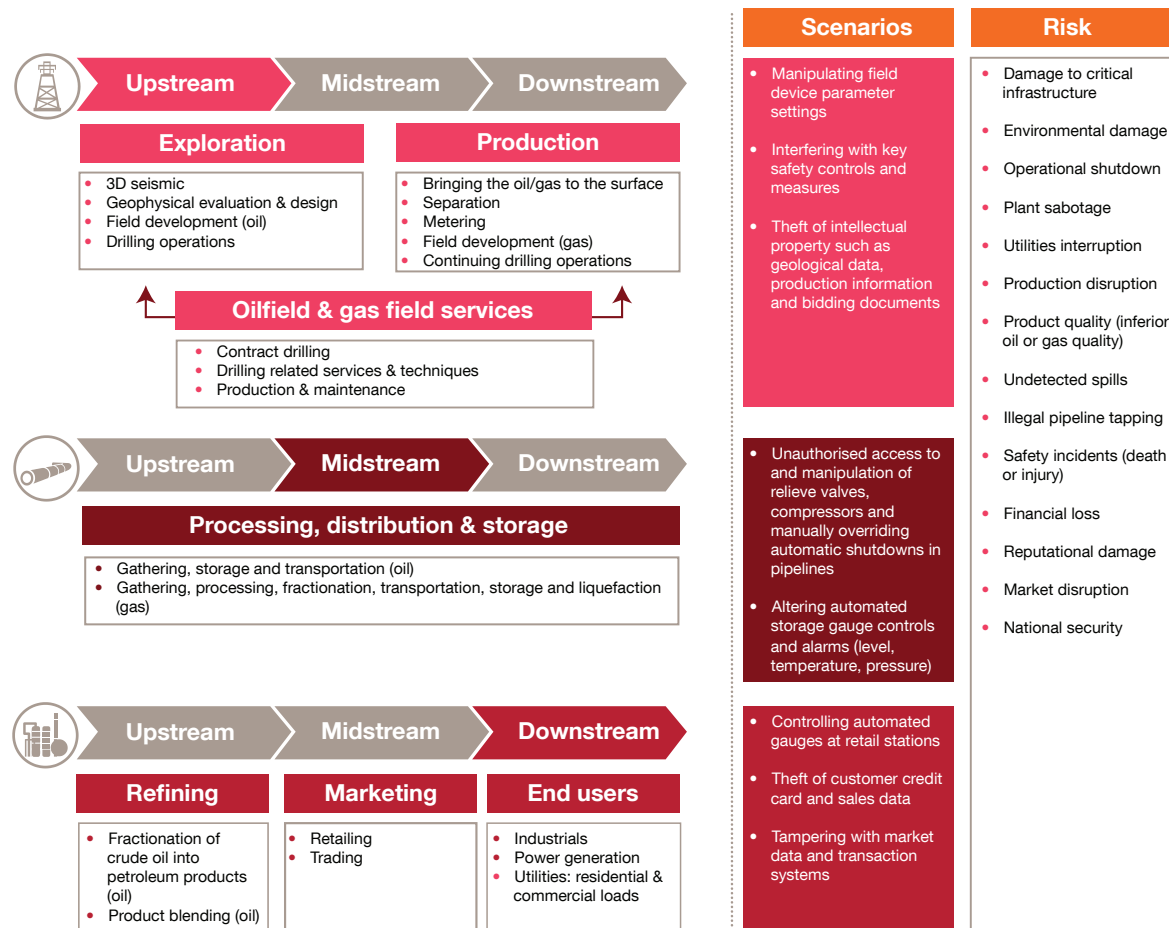 Scenarios
Risk
Upstream
Midstream
Downstream
Exploration
• 3D seismic
• Geophysical evaluation & design
• Field development (oil)
• Drilling operations
Production
• Bringing the oil/gas to the surface
• Separation
• Metering
• Field development (gas)
• Continuing drilling operations
Oilfield & gas field services
• Contract drilling
• Drilling related services & techniques
• Production & maintenance
• Manipulating field
device parameter
settings
• Interfering with key
safety controls and
measures
• Theft of intellectual
property such as
geological data,
production information
and bidding documents
• Damage to critical
infrastructure
• Environmental damage
• Operational shutdown
• Plant sabotage
• Utilities interruption
• Production disruption
• Product quality (inferior
oil or gas quality)
• Undetected spills
• Illegal pipeline tapping
• Safety incidents (death
or injury)
• Financial loss
• Reputational damage
• Market disruption
• National security
Upstream
Midstream
Downstream
Processing, distribution & storage
• Gathering, storage and transportation (oil)
• Gathering, processing, fractionation, transportation, storage and liquefaction
(gas)
• Unauthorised access to
and manipulation of
relieve valves,
compressors and
manually overriding
automatic shutdowns in
pipelines
• Altering automated
storage gauge controls
and alarms (level,
temperature, pressure)
Upstream
Midstream
Downstream
Refining
• Fractionation of
crude oil into
petroleum products
(oil)
• Product blending (oil)
Marketing
• Retailing
• Trading
End users
• Industrials
• Power generation
• Utilities: residential &
commercial loads
• Controlling automated
gauges at retail stations
• Theft of customer credit
card and sales data
• Tampering with market
data and transaction
systems